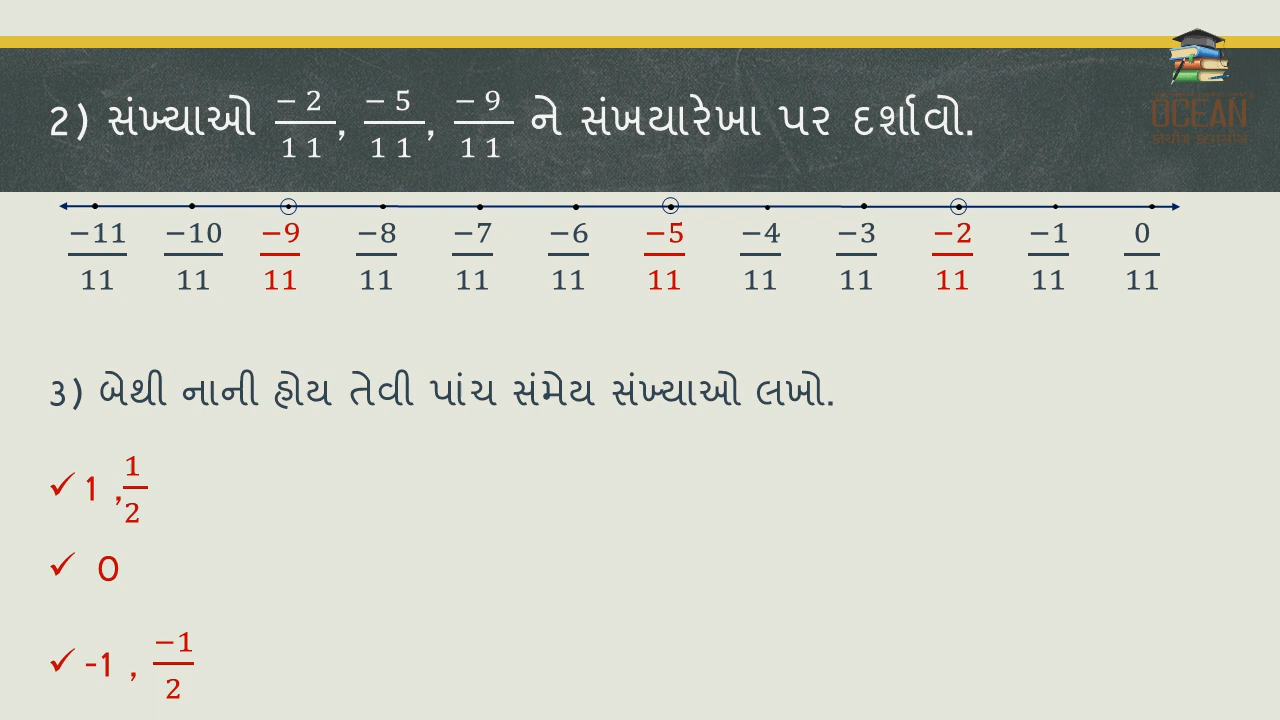 2) સંખ્યાઓ −2/11, −5/11, −9/11 ને સંખયારેખા પર દર્શાવો.
OCEAN
−11/11 −10/11 −9/11 −8/11 −7/11 −6/11 −5/11 −4/11 −3/11 −2/11 −1/11 0/11
3) બેથી નાની હોય તેવી પાંચ સંમેય સંખ્યાઓ લખો.
✓ 1 , 1/2
✓ 0
✓ -1 , −1/2